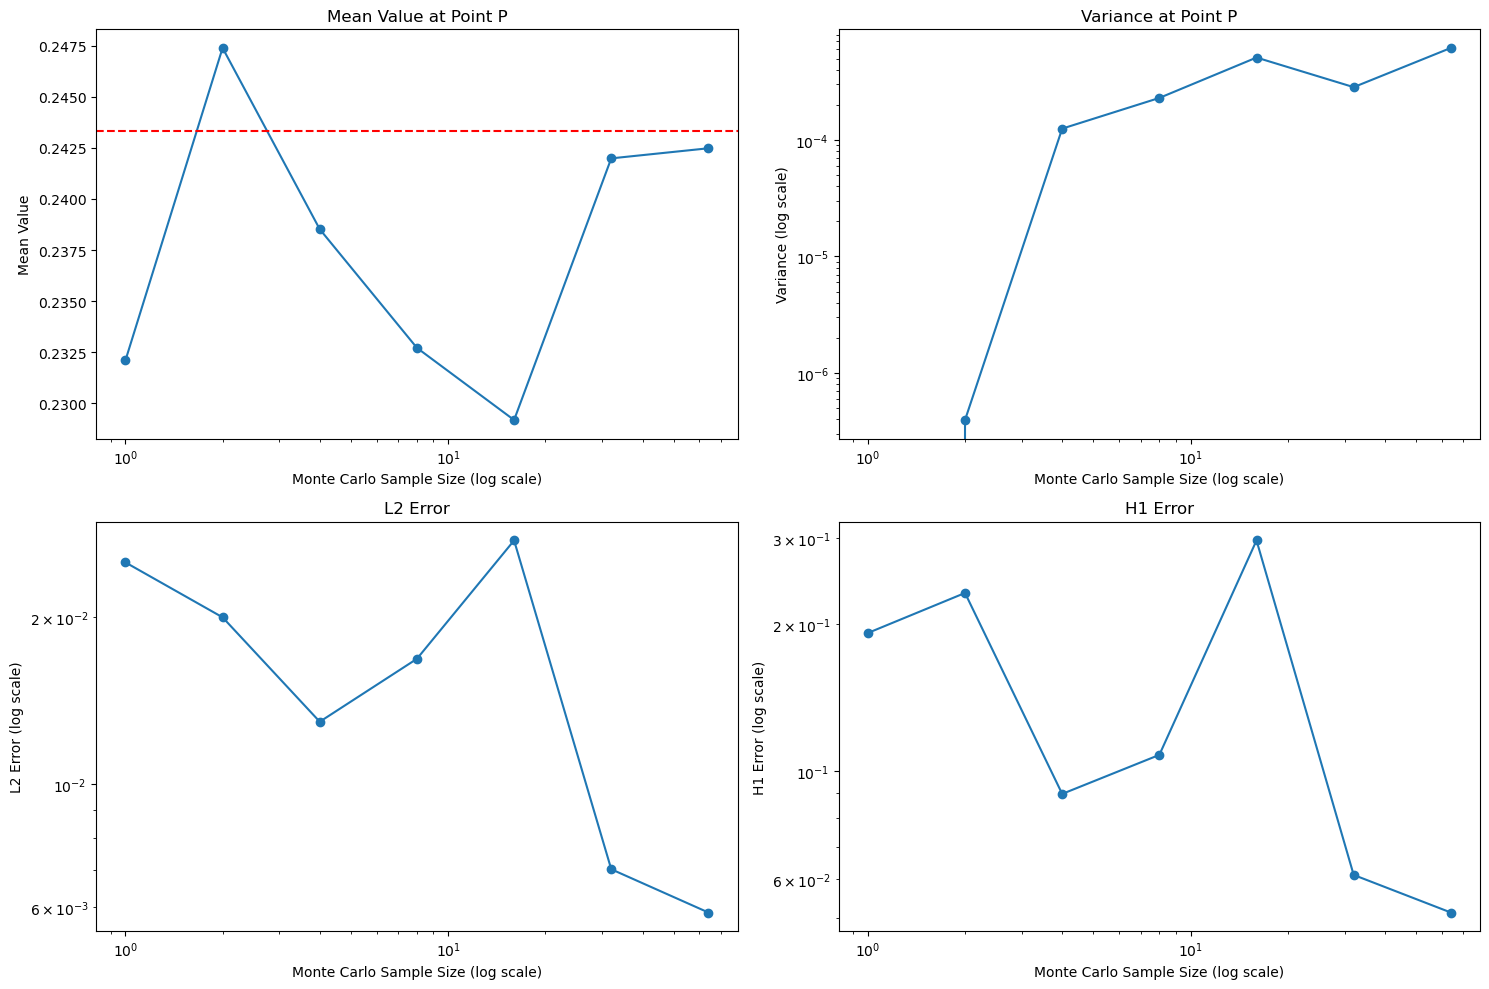 Mean Value at Point P
Mean Value
0.2475
0.2450
0.2425
0.2400
0.2375
0.2350
0.2325
0.2300
10⁰
10¹
Monte Carlo Sample Size (log scale)
Variance at Point P
Variance (log scale)
10⁻⁴
10⁻⁵
10⁻⁶
10⁰
10¹
Monte Carlo Sample Size (log scale)
L2 Error
L2 Error (log scale)
2 × 10⁻²
10⁻²
6 × 10⁻³
10⁰
10¹
Monte Carlo Sample Size (log scale)
H1 Error
H1 Error (log scale)
3 × 10⁻¹
2 × 10⁻¹
10⁻¹
6 × 10⁻²
10⁰
10¹
Monte Carlo Sample Size (log scale)